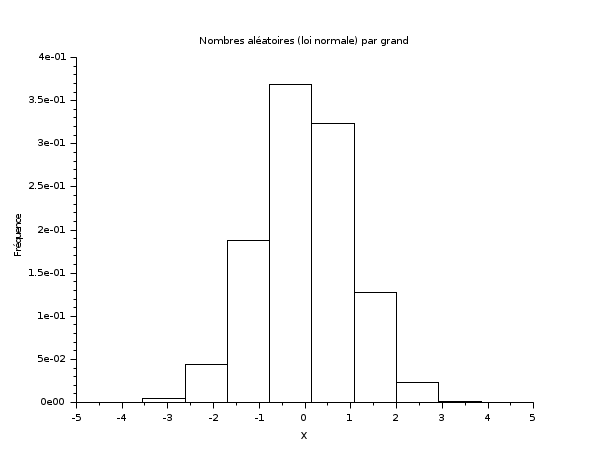 Nombres aléatoires (loi normale) par grand
4e-01
3.5e-01
3e-01
2.5e-01
2e-01
1.5e-01
1e-01
5e-02
0e00
Fréquence
-5 -4 -3 -2 -1 0 1 2 3 4 5
X